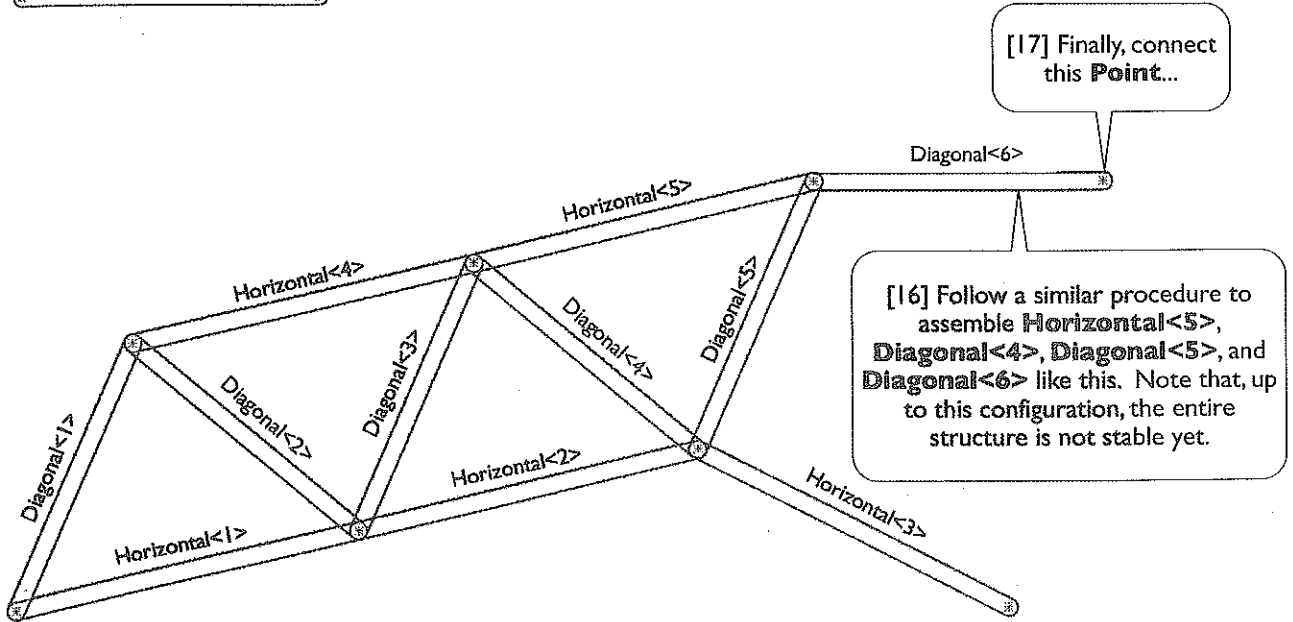 [17] Finally, connect
this Point...
Diagonal<6>
Horizontal<5>
Horizontal<4>
Diagonal<5>
Diagonal<4>
Diagonal<3>
[16] Follow a similar procedure to
assemble Horizontal<5>,
Diagonal<4>, Diagonal<5>, and
Diagonal<6> like this. Note that, up
to this configuration, the entire
structure is not stable yet.
Diagonal<2>
Diagonal<1>
Horizontal<2>
Horizontal<3>
Horizontal<1>